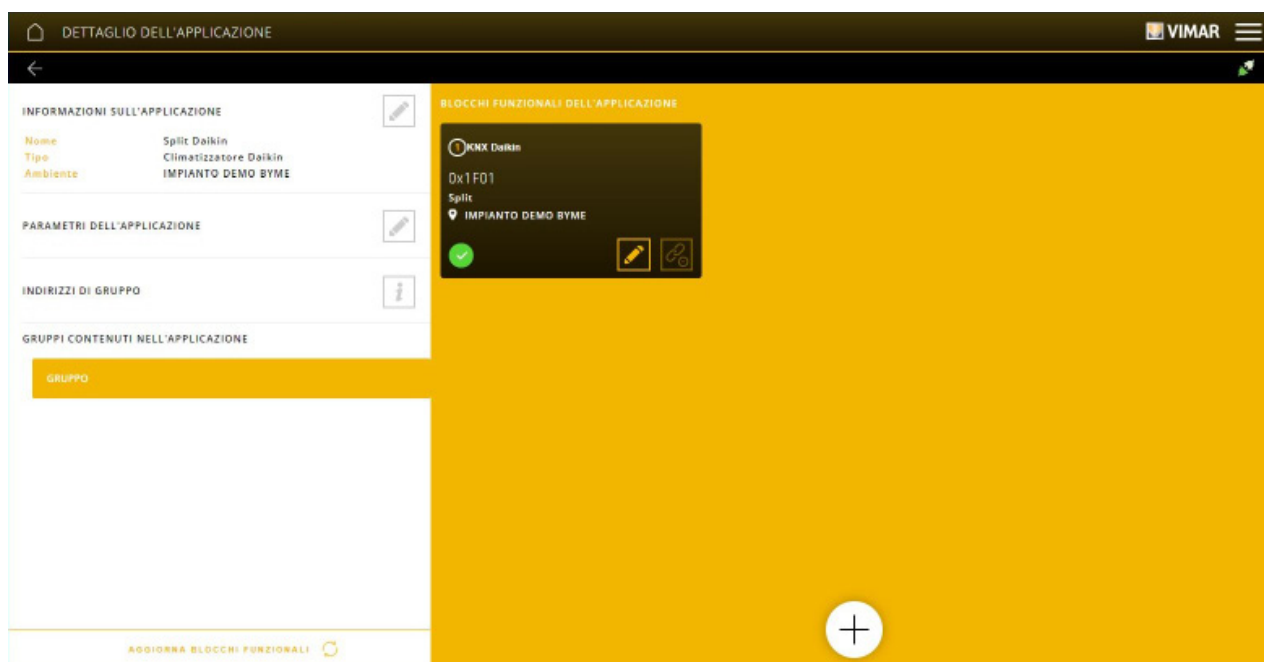 DETTAGLIO DELL'APPLICAZIONE
VIMAR
INFORMAZIONI SULL'APPLICAZIONE
Nome Split Daikin
Tipo Climatizzatore Daikin
Ambiente IMPIANTO DEMO BYME
PARAMETRI DELL'APPLICAZIONE
INDIRIZZI DI GRUPPO
GRUPPI CONTENUTI NELL'APPLICAZIONE
GRUPPO
AGGIORNA BLOCCHI FUNZIONALI
BLOCCHI FUNZIONALI DELL'APPLICAZIONE
1 KNX Daikin
0x1F01
Split
IMPIANTO DEMO BYME